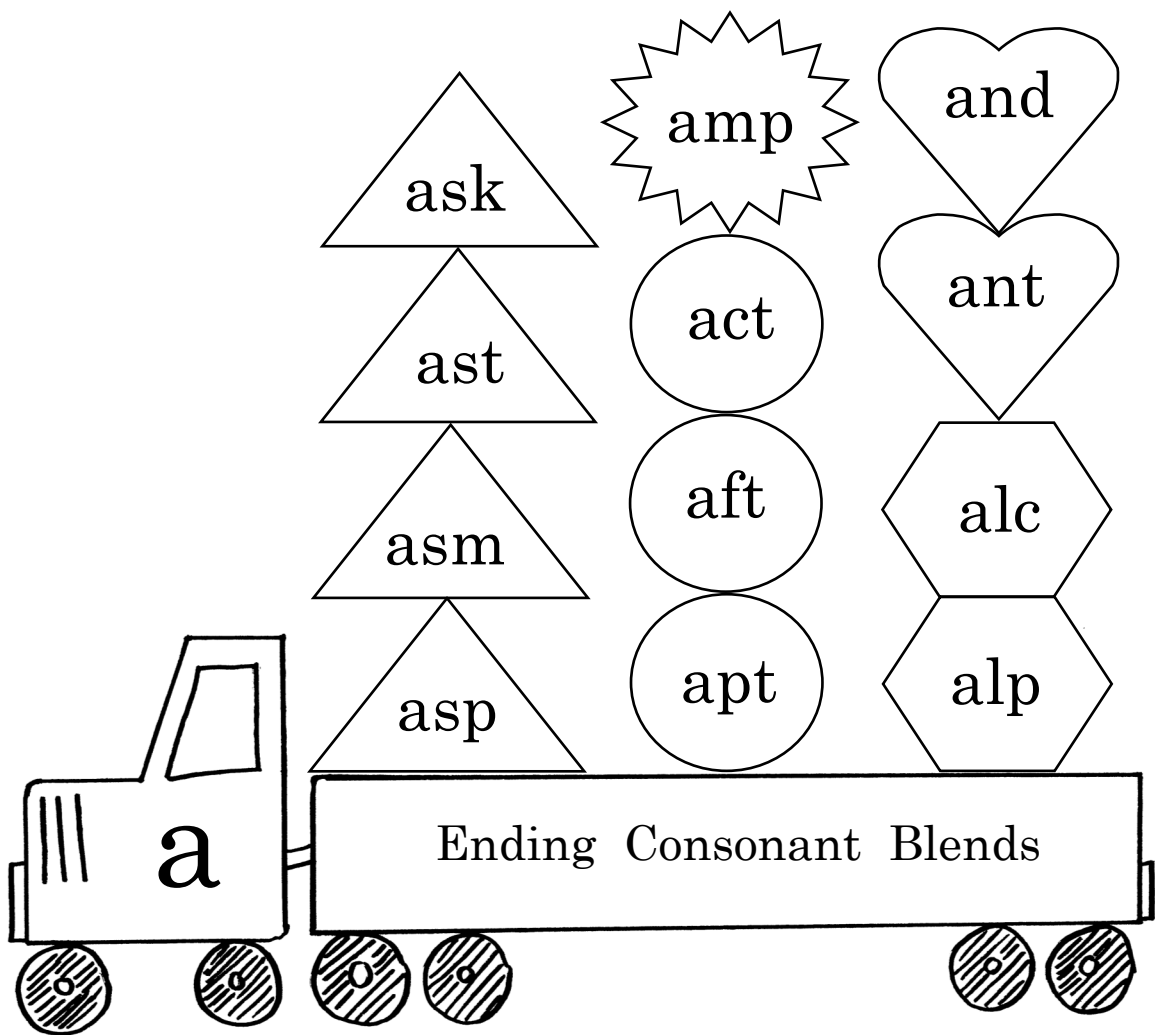 ask
ast
asm
asp
amp
act
aft
apt
and
ant
alc
alp
a
Ending Consonant Blends